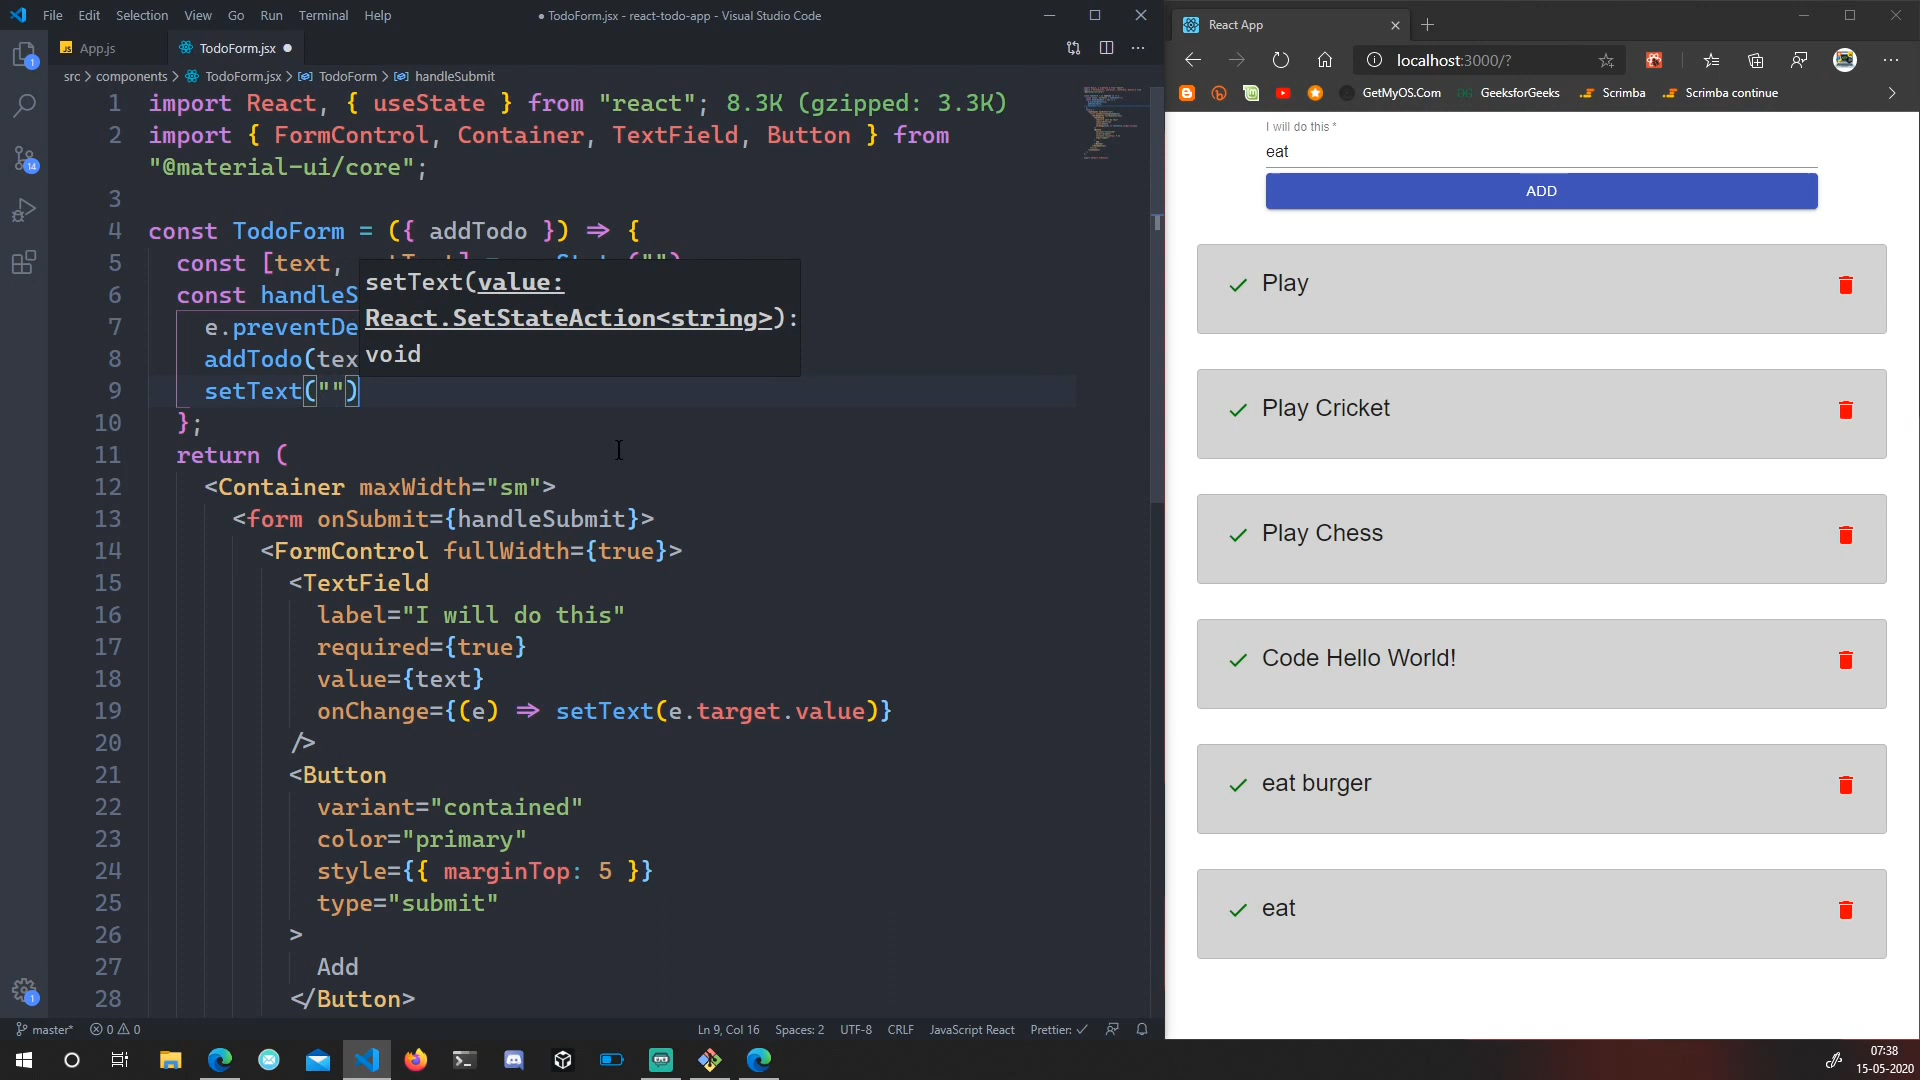 File Edit Selection View Go Run Terminal Help
● TodoForm.jsx - react-todo-app - Visual Studio Code
JS App.js
TodoForm.jsx ●
src > components > TodoForm.jsx > TodoForm > handleSubmit
1 import React, { useState } from "react"; 8.3K (gzipped: 3.3K)
2 import { FormControl, Container, TextField, Button } from
"@material-ui/core";
3
4 const TodoForm = ({ addTodo }) => {
5 const [text,
6 const handleS
7 e.preventDe
8 addTodo(tex
9 setText("")
setText(value:
React.SetStateAction<string>):
void
10 };
11 return (
12 <Container maxWidth="sm">
13 <form onSubmit={handleSubmit}>
14 <FormControl fullWidth={true}>
15 <TextField
16 label="I will do this"
17 required={true}
18 value={text}
19 onChange={(e) => setText(e.target.value)}
20 />
21 <Button
22 variant="contained"
23 color="primary"
24 style={{ marginTop: 5 }}
25 type="submit"
26 >
27 Add
28 </Button>
1
14
1
master* 0 0
Ln 9, Col 16 Spaces: 2 UTF-8 CRLF JavaScript React Prettier: ✓
React App
localhost:3000/?
GetMyOS.Com GeeksforGeeks Scrimba Scrimba continue
I will do this *
eat
ADD
Play
Play Cricket
Play Chess
Code Hello World!
eat burger
eat
07:38
15-05-2020